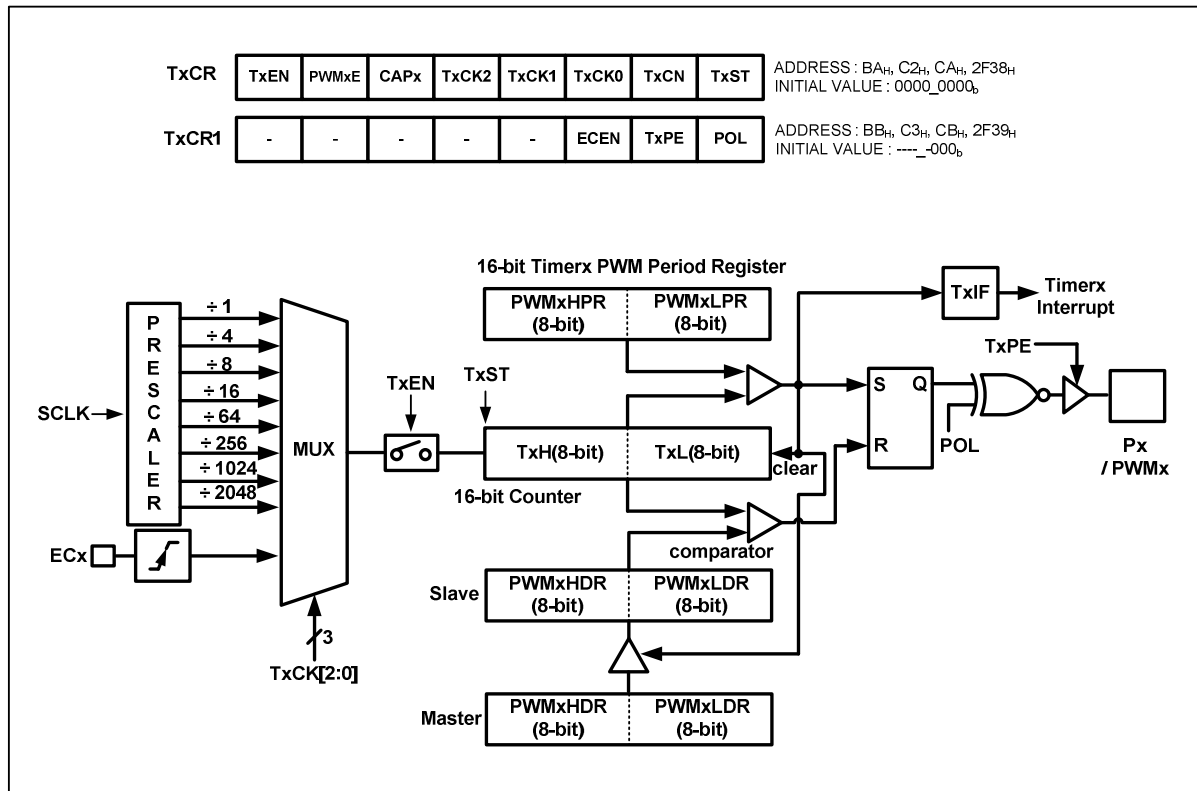 TxCR TxEN PWMxE CAPx TxCK2 TxCK1 TxCK0 TxCN TxST
ADDRESS : BAH, C2H, CAH, 2F38H
INITIAL VALUE : 0000_0000b
TxCR1 - - - - - ECEN TxPE POL
ADDRESS : BBH, C3H, CBH, 2F39H
INITIAL VALUE : ----_-000b
16-bit Timerx PWM Period Register
PWMxHPR
(8-bit)
PWMxLPR
(8-bit)
TxIF
Timerx
Interrupt
PRESCALER
SCLK
÷ 1
÷ 4
÷ 8
÷ 16
÷ 64
÷ 256
÷ 1024
÷ 2048
MUX
TxEN
TxST
TxPE
S Q
R
POL
Px
/ PWMx
TxH(8-bit)
TxL(8-bit)
clear
16-bit Counter
ECx
comparator
Slave
PWMxHDR
(8-bit)
PWMxLDR
(8-bit)
3
TxCK[2:0]
Master
PWMxHDR
(8-bit)
PWMxLDR
(8-bit)